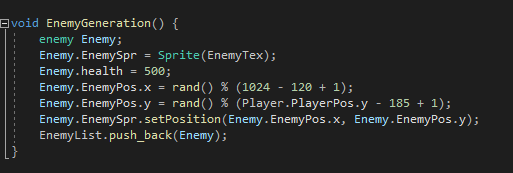 void EnemyGeneration() {
enemy Enemy;
Enemy.EnemySpr = Sprite(EnemyTex);
Enemy.health = 500;
Enemy.EnemyPos.x = rand() % (1024 - 120 + 1);
Enemy.EnemyPos.y = rand() % (Player.PlayerPos.y - 185 + 1);
Enemy.EnemySpr.setPosition(Enemy.EnemyPos.x, Enemy.EnemyPos.y);
EnemyList.push_back(Enemy);
}